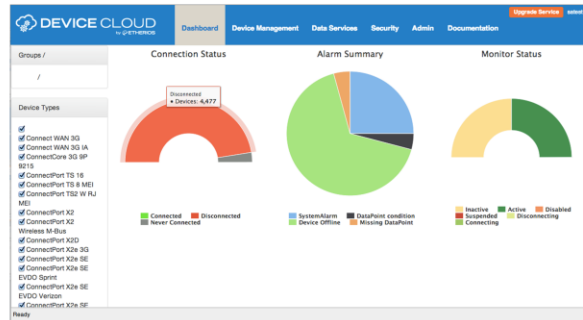 Upgrade Service
DEVICE CLOUD
by ETHERIOS
Dashboard
Device Management
Data Services
Security
Admin
Documentation
Groups /
/
Device Types
Connect WAN 3G
Connect WAN 3G IA
ConnectCore 3G 9P
9215
ConnectPort TS 16
ConnectPort TS 8 MEI
ConnectPort TS2 W RJ
MEI
ConnectPort X2
ConnectPort X2
Wireless M-Bus
ConnectPort X2D
ConnectPort X2e 3G
ConnectPort X2e SE
ConnectPort X2e SE
EVDO Sprint
ConnectPort X2e SE
EVDO Verizon
ConnectPort X2e SE
Connection Status
Disconnected
• Devices: 4,477
Connected Disconnected
Never Connected
Alarm Summary
SystemAlarm DataPoint condition
Device Offline Missing DataPoint
Monitor Status
Inactive Active Disabled
Suspended Disconnecting
Connecting
Ready